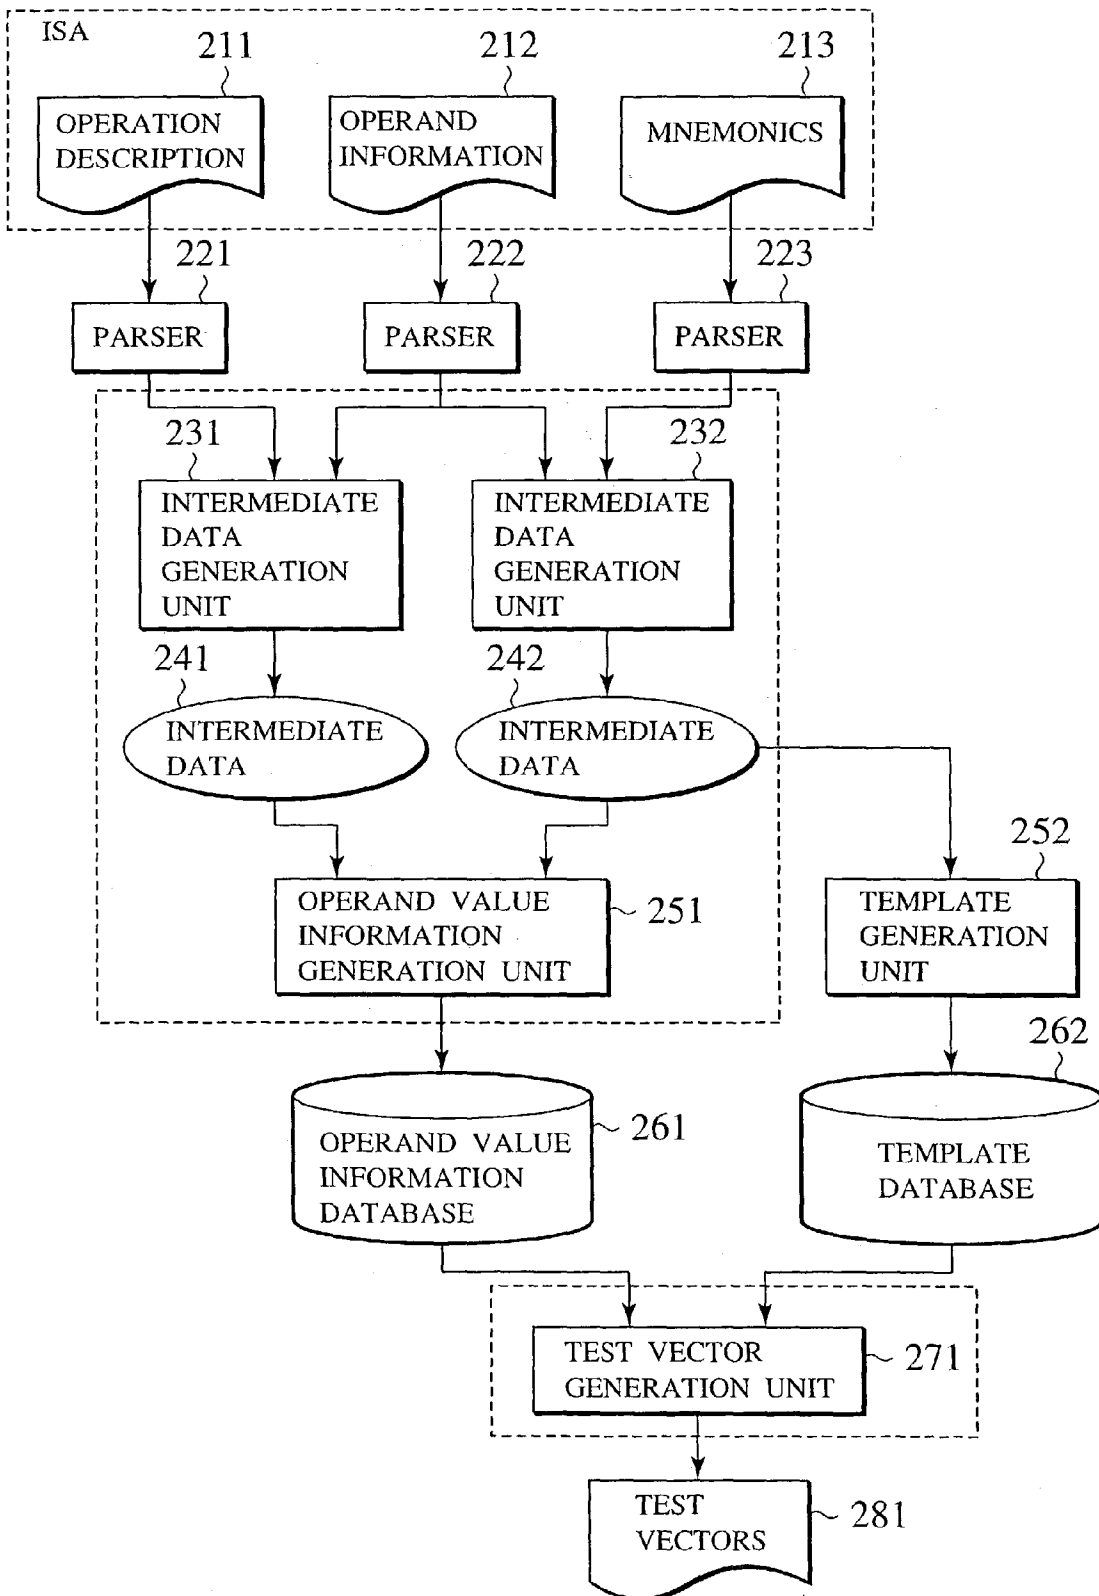 ISA
211
212
213
OPERATION
DESCRIPTION
OPERAND
INFORMATION
MNEMONICS
221
222
223
PARSER
PARSER
PARSER
231
232
INTERMEDIATE
DATA
GENERATION
UNIT
INTERMEDIATE
DATA
GENERATION
UNIT
241
242
INTERMEDIATE
DATA
INTERMEDIATE
DATA
252
OPERAND VALUE
INFORMATION
GENERATION UNIT
251
TEMPLATE
GENERATION
UNIT
262
OPERAND VALUE
INFORMATION
DATABASE
261
TEMPLATE
DATABASE
TEST VECTOR
GENERATION UNIT
271
TEST
VECTORS
281